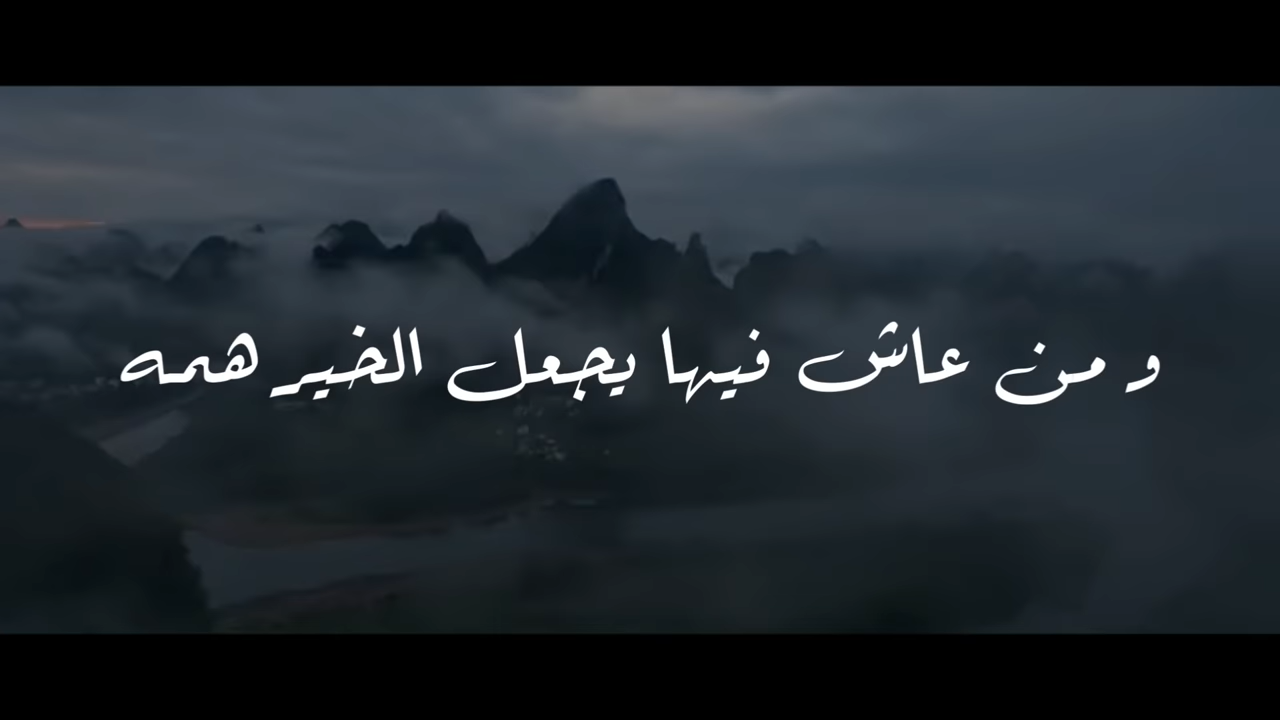 و من عاش فيها يجعل الخير همه